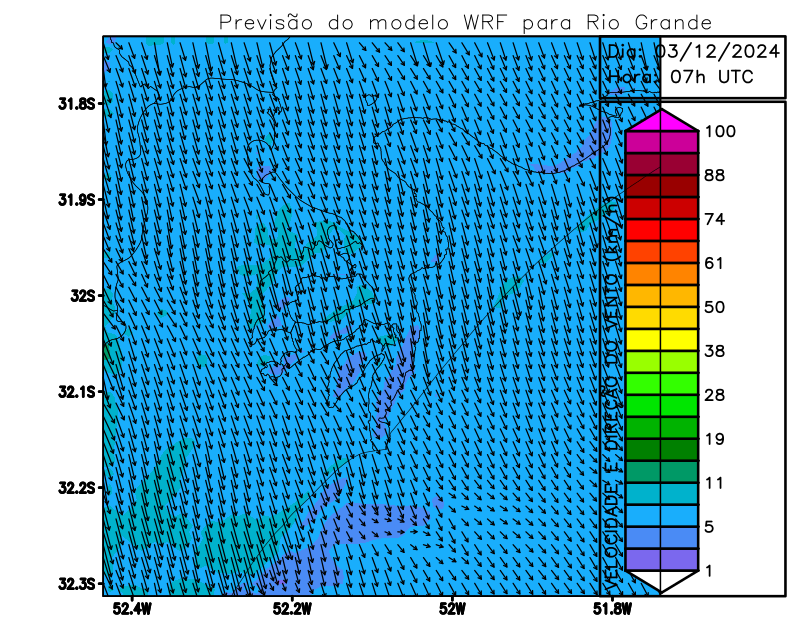 Previsão do modelo WRF para Rio Grande
Dia: 03/12/2024
Hora: 07h UTC
31.8S
31.9S
32S
32.1S
32.2S
32.3S
52.4W
52.2W
52W
51.8W
VELOCIDADE E DIREÇÃO DO VENTO (km/h)
100
88
74
61
50
38
28
19
11
5
1